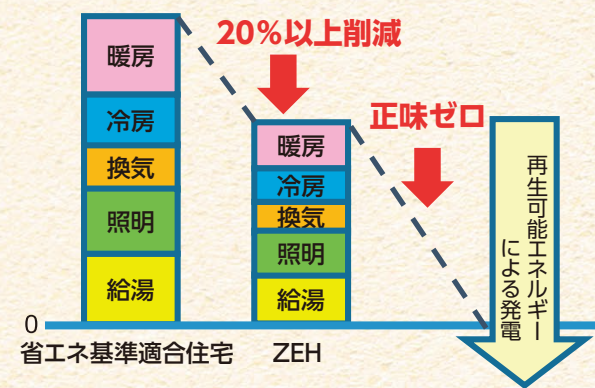 20%以上削減
正味ゼロ
暖房
冷房
換気
照明
給湯
暖房
冷房
換気
照明
給湯
再生可能エネルギー
による発電
0
省エネ基準適合住宅
ZEH